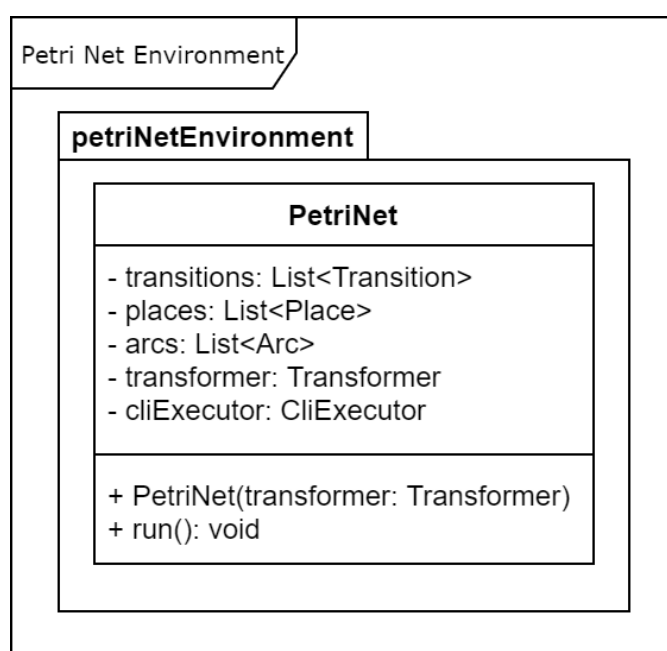 Petri Net Environment
petriNetEnvironment
PetriNet
- transitions: List<Transition>
- places: List<Place>
- arcs: List<Arc>
- transformer: Transformer
- cliExecutor: CliExecutor
+ PetriNet(transformer: Transformer)
+ run(): void